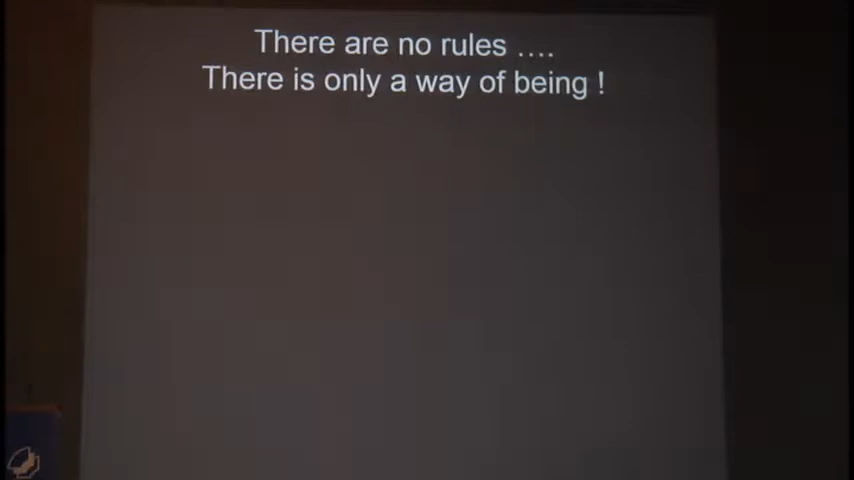 There are no rules ….
There is only a way of being !